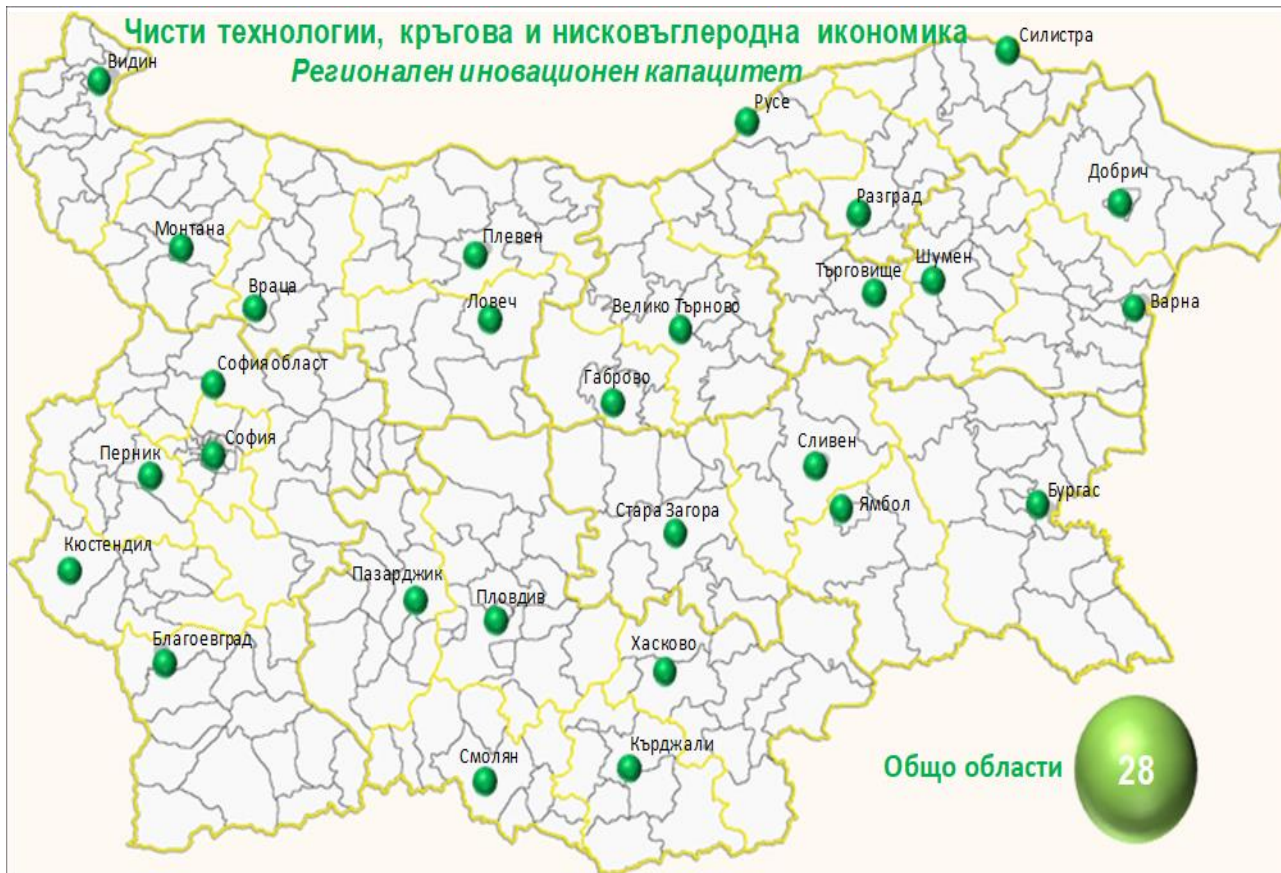 Чисти технологии, кръгова и нисковъглеродна икономика
Регионален иновационен капацитет
Силистра
Видин
Русе
Добрич
Разград
Монтана
Плевен
Шумен
Търговище
Враца
Ловеч
Велико Търново
Варна
София област
Габрово
София
Сливен
Перник
Стара Загора
Ямбол
Бургас
Кюстендил
Пазарджик
Пловдив
Благоевград
Хасково
Смолян
Кърджали
Общо области
28